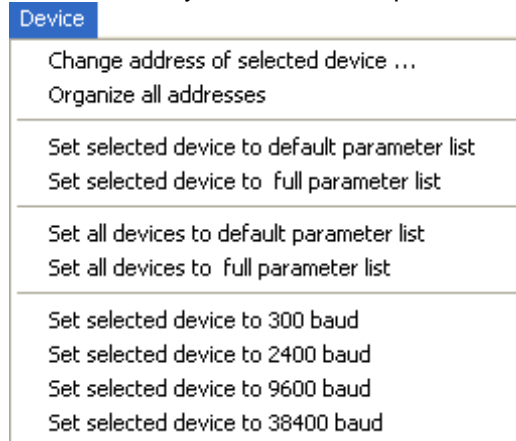 Device
Change address of selected device ...
Organize all addresses
Set selected device to default parameter list
Set selected device to  full parameter list
Set all devices to default parameter list
Set all devices to  full parameter list
Set selected device to 300 baud
Set selected device to 2400 baud
Set selected device to 9600 baud
Set selected device to 38400 baud